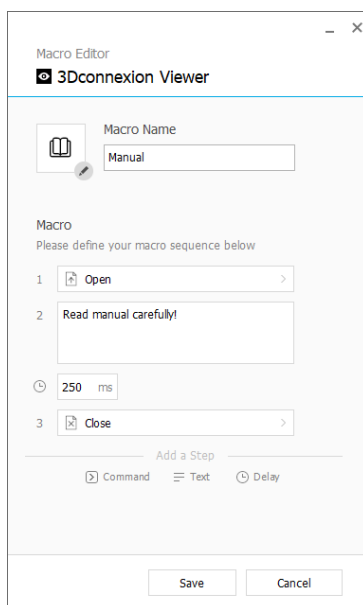 Macro Editor
3Dconnexion Viewer
Macro Name
Manual
Macro
Please define your macro sequence below
1 Open
2 Read manual carefully!
250 ms
3 Close
Add a Step
Command Text Delay
Save Cancel